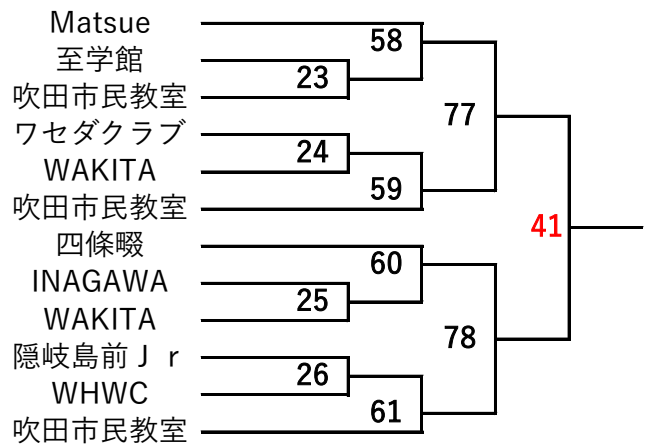 Matsue
58
至学館
23
吹田市民教室
77
ワセダクラブ
24
WAKITA
59
吹田市民教室
41
四條畷
60
INAGAWA
25
WAKITA
78
隠岐島前Ｊｒ
26
WHWC
61
吹田市民教室